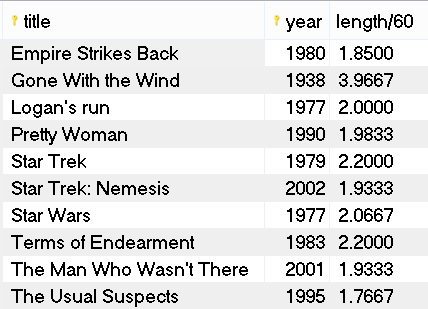 title year length/60
Empire Strikes Back 1980 1.8500
Gone With the Wind 1938 3.9667
Logan's run 1977 2.0000
Pretty Woman 1990 1.9833
Star Trek 1979 2.2000
Star Trek: Nemesis 2002 1.9333
Star Wars 1977 2.0667
Terms of Endearment 1983 2.2000
The Man Who Wasn't There 2001 1.9333
The Usual Suspects 1995 1.7667